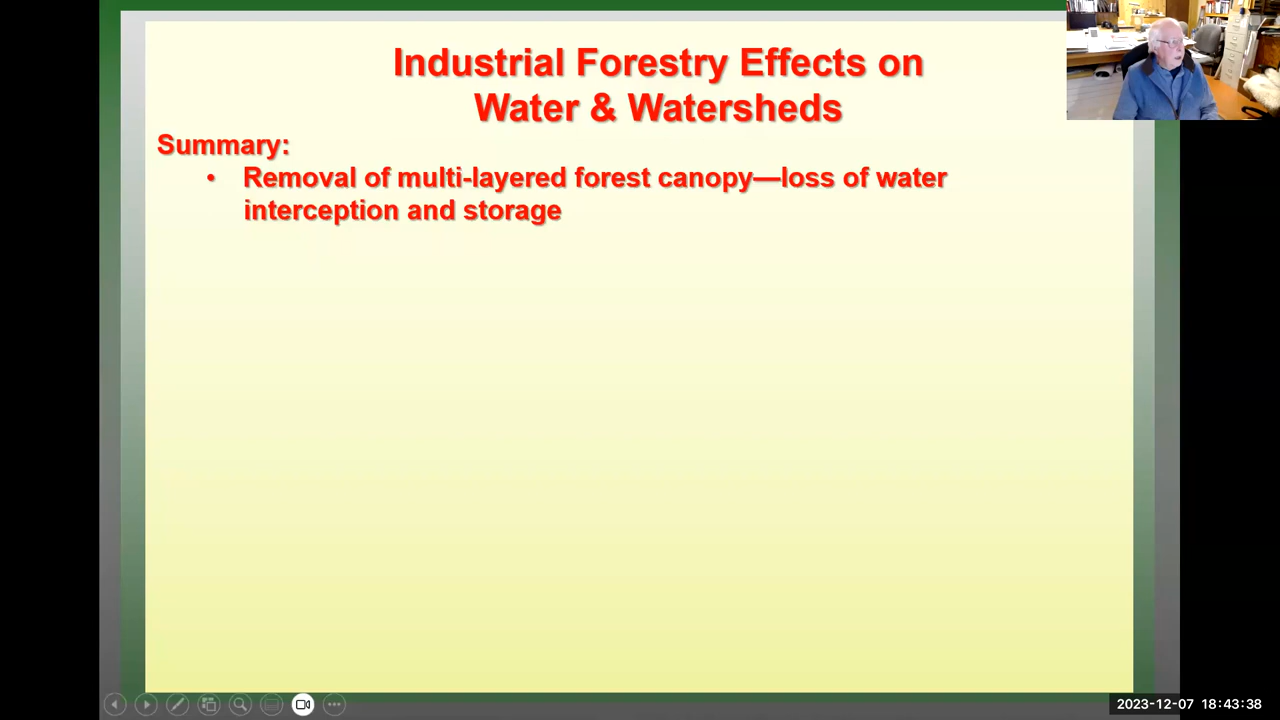 Industrial Forestry Effects on
Water & Watersheds
Summary:
• Removal of multi-layered forest canopy—loss of water
interception and storage
2023-12-07 18:43:38